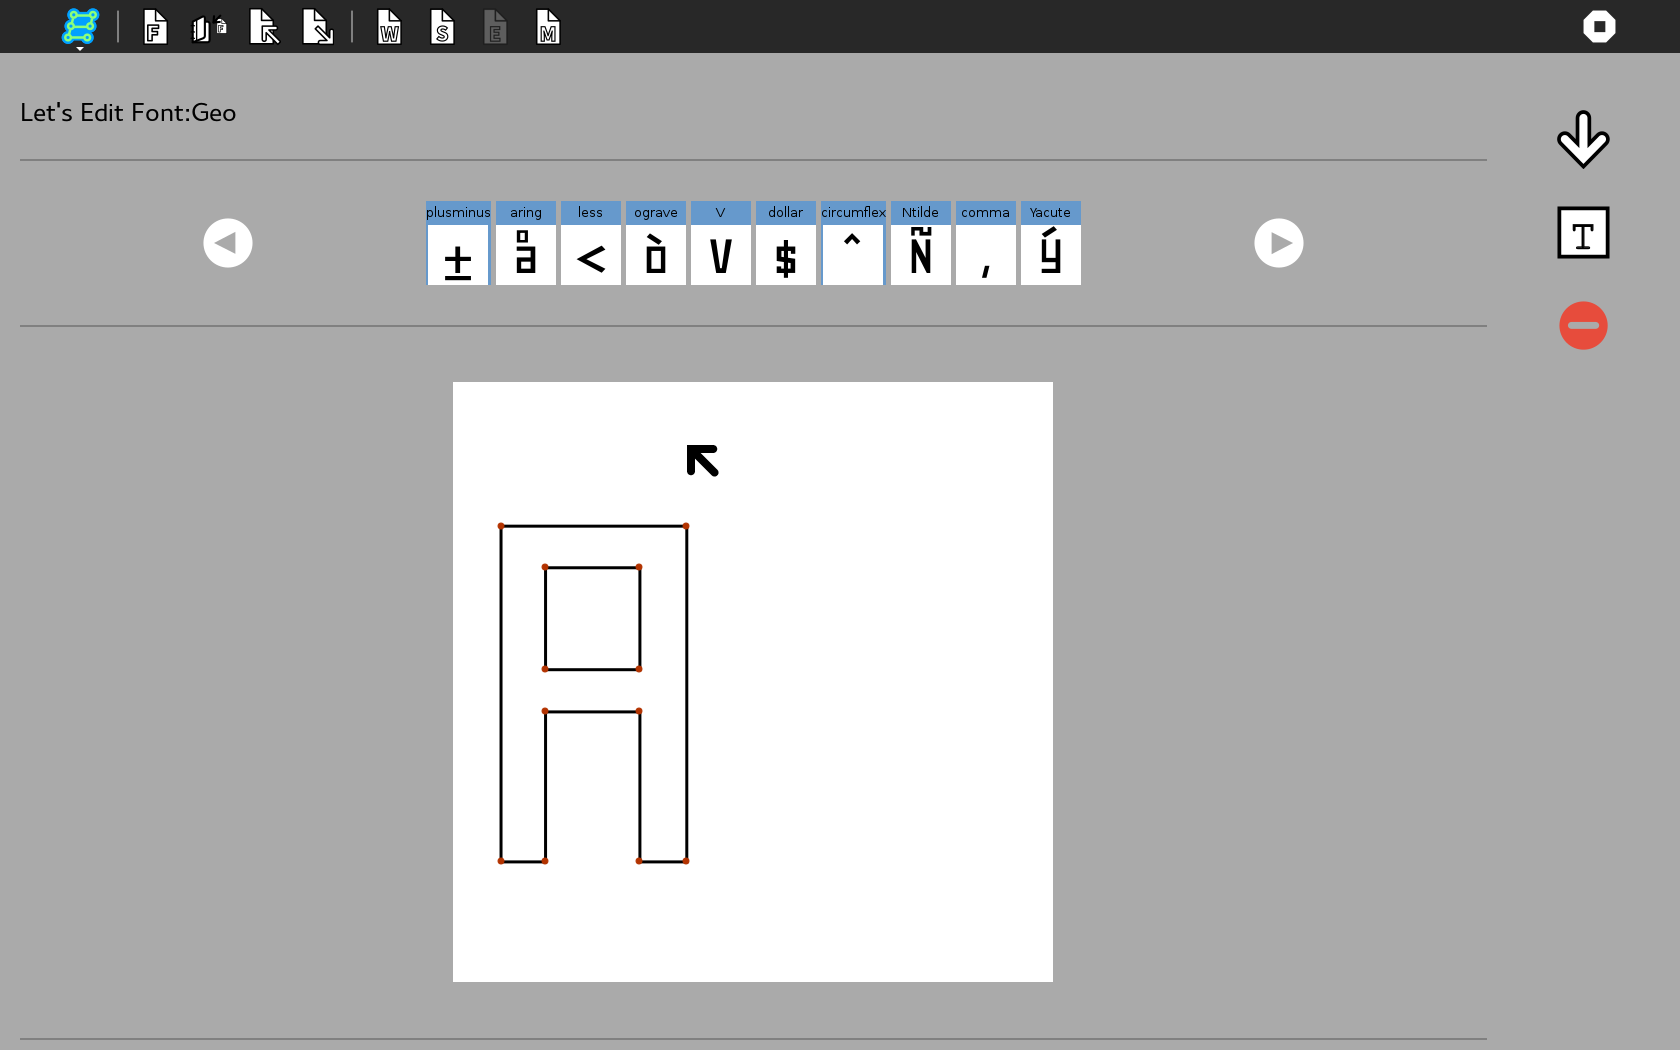 F F W S E M
Let's Edit Font:Geo
plusminus aring less ograve V dollar circumflex Ntilde comma Yacute
± å < ò V $ ^ Ñ , Ý
T
A